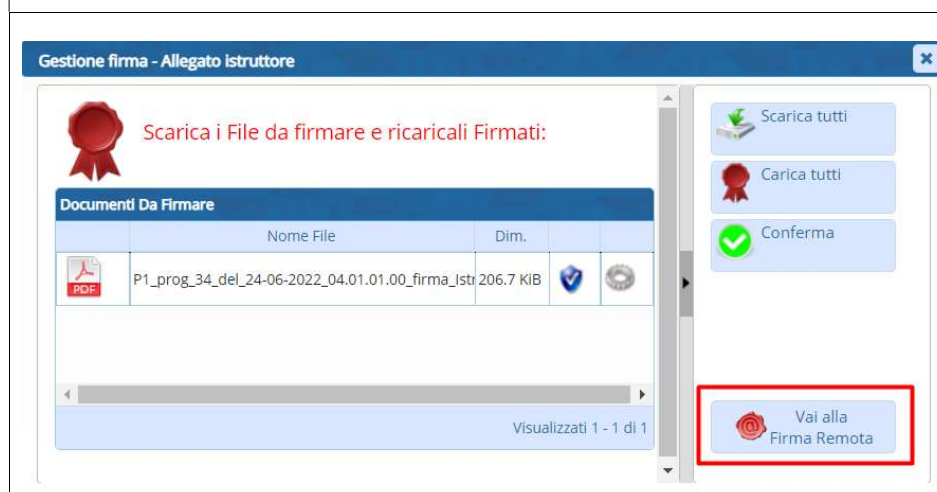 Gestione firma - Allegato istruttore
Scarica i File da firmare e ricaricali Firmati:
Documenti Da Firmare
Nome File Dim.
PDF
P1_prog_34_del_24-06-2022_04.01.01.00_firma_Istr 206.7 KiB
Visualizzati 1 - 1 di 1
Scarica tutti
Carica tutti
Conferma
Vai alla
Firma Remota